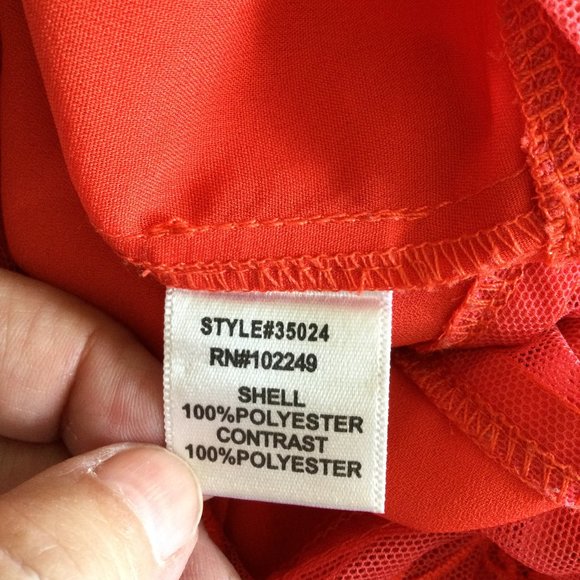 STYLE#35024
RN#102249
SHELL
100%POLYESTER
CONTRAST
100%POLYESTER